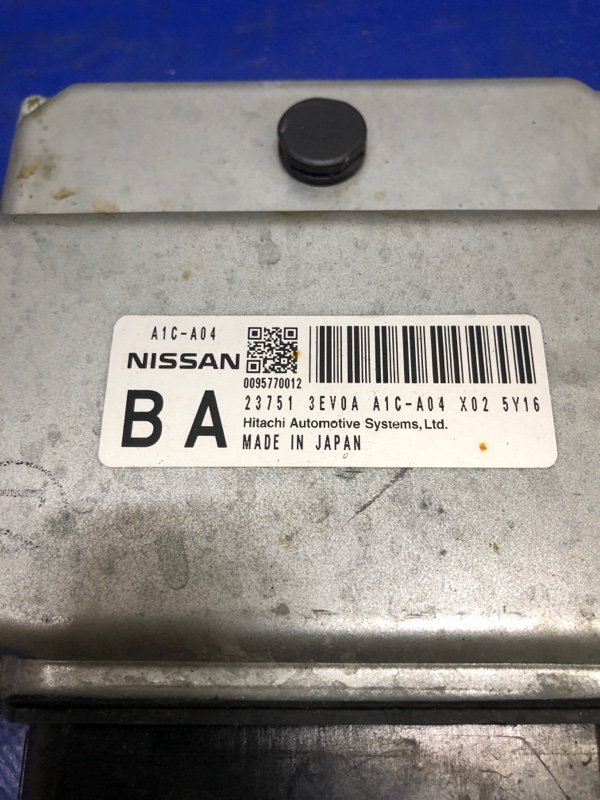 A1C-A04
NISSAN
0095770012
BA
23751 3EV0A A1C-A04 X02 5Y16
Hitachi Automotive Systems,Ltd.
MADE IN JAPAN